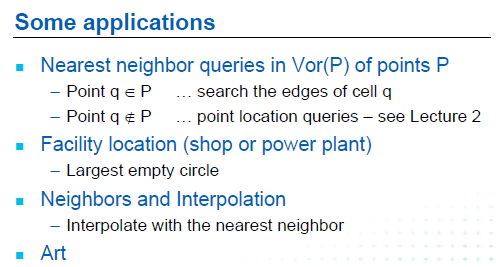 Some applications
Nearest neighbor queries in Vor(P) of points P
– Point q ∈ P … search the edges of cell q
– Point q ∉ P … point location queries – see Lecture 2
Facility location (shop or power plant)
– Largest empty circle
Neighbors and Interpolation
– Interpolate with the nearest neighbor
Art